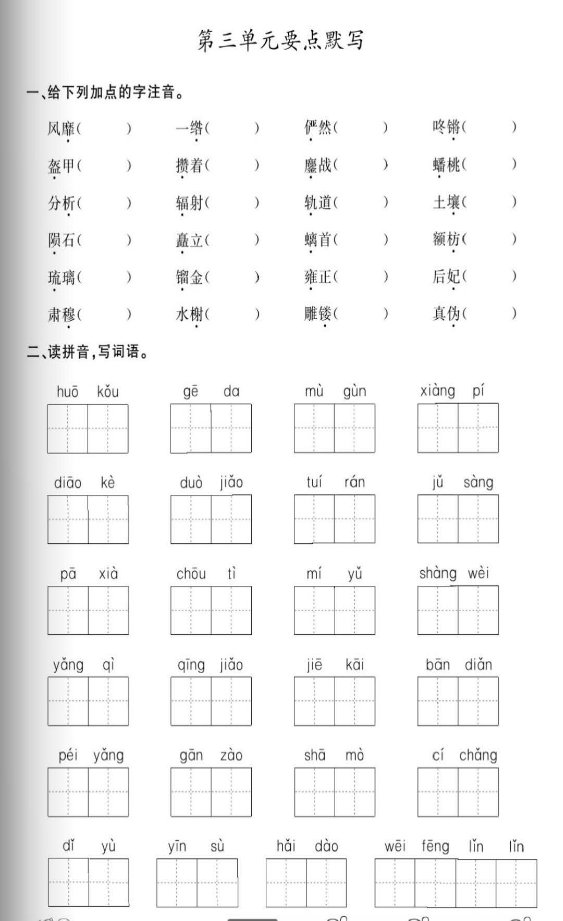 第三单元要点默写
一、给下列加点的字注音。
风靡(　　) 一绺(　　) 俨然(　　) 咚锵(　　)
盔甲(　　) 攒着(　　) 鏖战(　　) 蟠桃(　　)
分析(　　) 辐射(　　) 轨道(　　) 土壤(　　)
陨石(　　) 矗立(　　) 螭首(　　) 额枋(　　)
琉璃(　　) 镏金(　　) 雍正(　　) 后妃(　　)
肃穆(　　) 水榭(　　) 雕镂(　　) 真伪(　　)
二、读拼音,写词语。
huō kǒu gē da mù gùn xiàng pí
diāo kè duò jiǎo tuí rán jǔ sàng
pā xià chōu tì mí yǔ shàng wèi
yǎng qì qīng jiǎo jiē kāi bān diǎn
péi yǎng gān zào shā mò cí chǎng
dǐ yù yīn sù hǎi dào wēi fēng lǐn lǐn